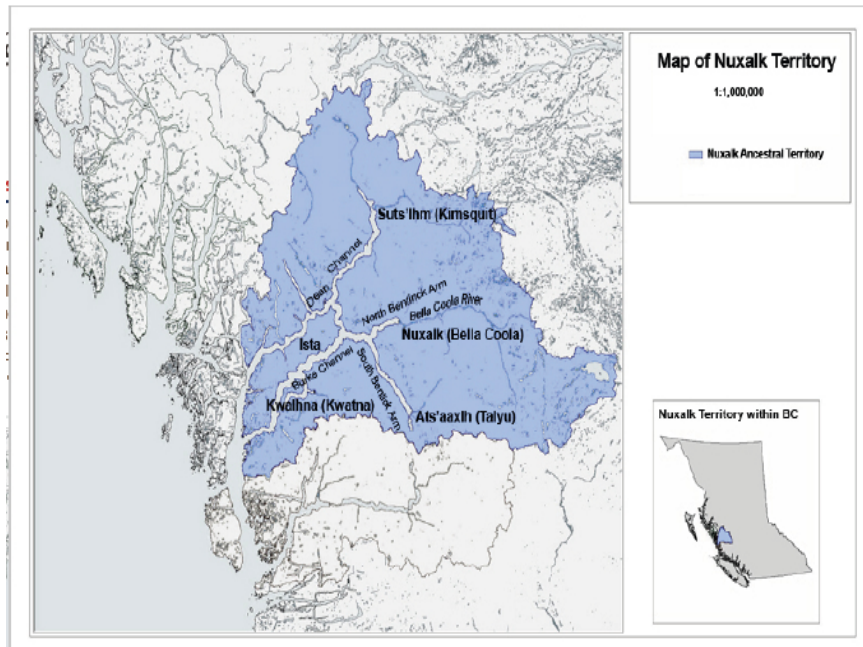 Map of Nuxalk Territory
1:1,000,000
Nuxalk Ancestral Territory
Suts'lhm (Kimsquit)
Dean Channel
North Bentinck Arm
Bella Coola River
Nuxalk (Bella Coola)
Ista
Burke Channel
South Bentick Arm
Kwalhna (Kwatna)
Ats'aaxlh (Talyu)
Nuxalk Territory within BC